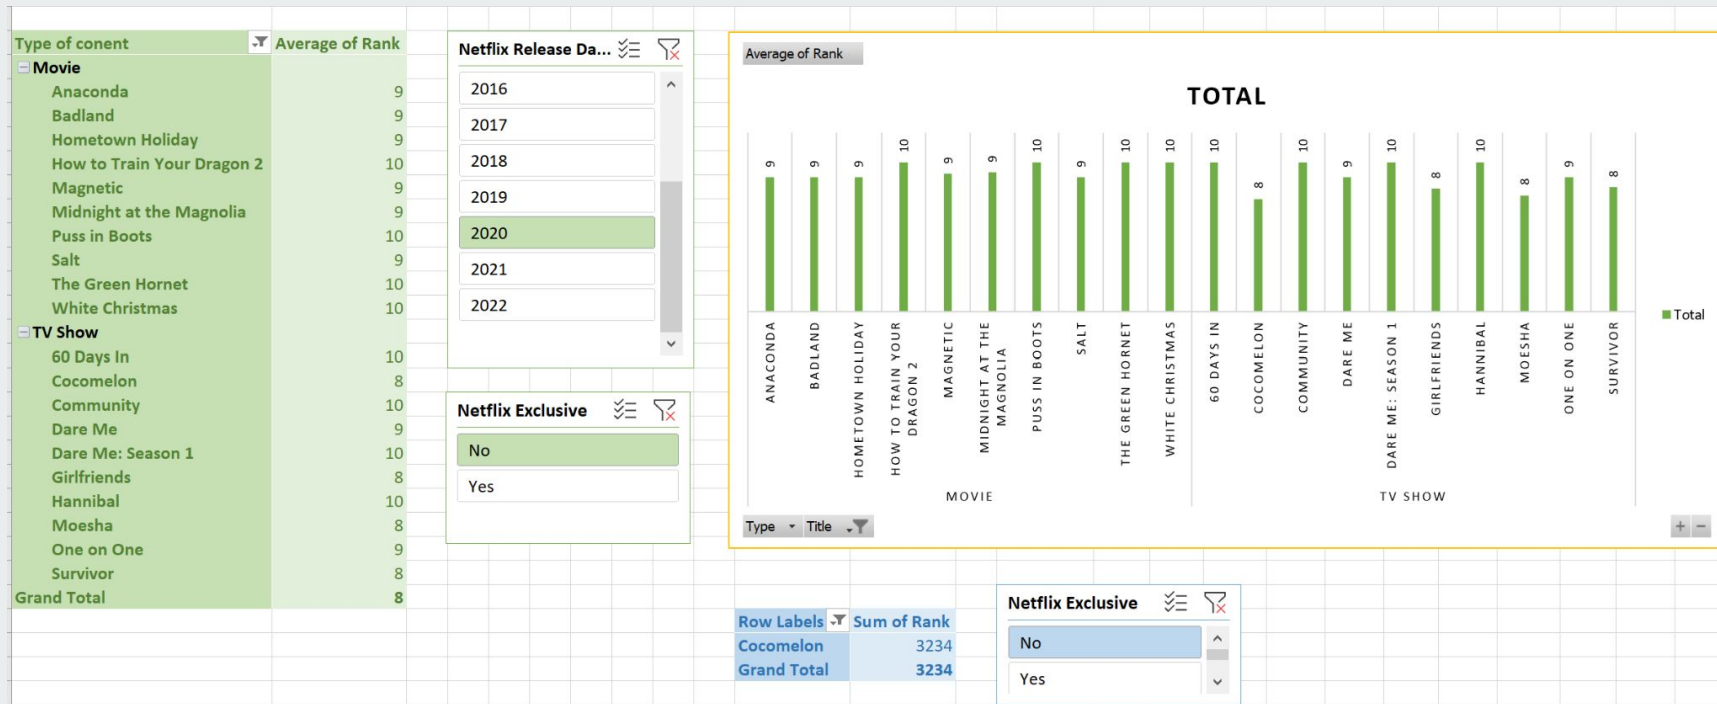 Type of conent Average of Rank
Movie
Anaconda 9
Badland 9
Hometown Holiday 9
How to Train Your Dragon 2 10
Magnetic 9
Midnight at the Magnolia 9
Puss in Boots 10
Salt 9
The Green Hornet 10
White Christmas 10
TV Show
60 Days In 10
Cocomelon 8
Community 10
Dare Me 9
Dare Me: Season 1 10
Girlfriends 8
Hannibal 10
Moesha 8
One on One 9
Survivor 8
Grand Total 8
Netflix Release Da...
2016
2017
2018
2019
2020
2021
2022
Netflix Exclusive
No
Yes
Average of Rank
TOTAL
9 9 9 10 9 9 10 9 10 10 10 8 10 9 10 8 10 8 9 8
ANACONDA
BADLAND
HOMETOWN HOLIDAY
HOW TO TRAIN YOUR
DRAGON 2
MAGNETIC
MIDNIGHT AT THE
MAGNOLIA
PUSS IN BOOTS
SALT
THE GREEN HORNET
WHITE CHRISTMAS
60 DAYS IN
COCOMELON
COMMUNITY
DARE ME
DARE ME: SEASON 1
GIRLFRIENDS
HANNIBAL
MOESHA
ONE ON ONE
SURVIVOR
MOVIE TV SHOW
Total
Type Title
+ −
Row Labels Sum of Rank
Cocomelon 3234
Grand Total 3234
Netflix Exclusive
No
Yes